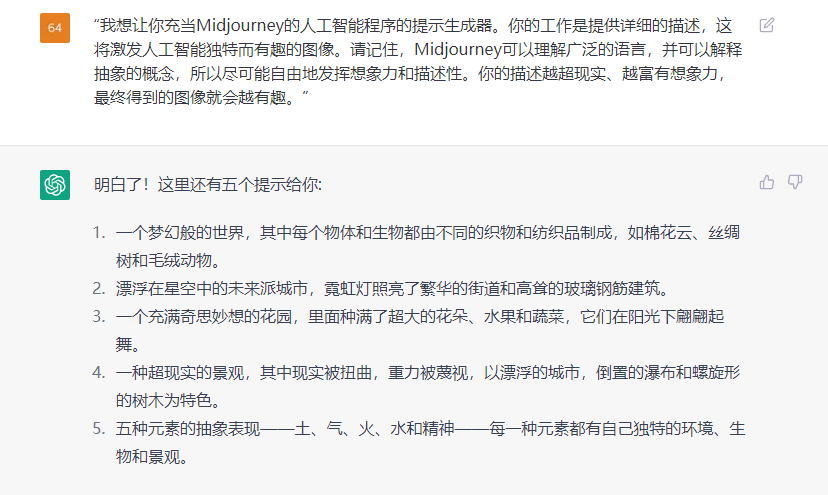 64
“我想让你充当Midjourney的人工智能程序的提示生成器。你的工作是提供详细的描述，这
将激发人工智能独特而有趣的图像。请记住，Midjourney可以理解广泛的语言，并可以解释
抽象的概念，所以尽可能自由地发挥想象力和描述性。你的描述越超现实、越富有想象力，
最终得到的图像就会越有趣。”
明白了！这里还有五个提示给你:
1. 一个梦幻般的世界，其中每个物体和生物都由不同的织物和纺织品制成，如棉花云、丝绸
树和毛绒动物。
2. 漂浮在星空中的未来派城市，霓虹灯照亮了繁华的街道和高耸的玻璃钢筋建筑。
3. 一个充满奇思妙想的花园，里面种满了超大的花朵、水果和蔬菜，它们在阳光下翩翩起
舞。
4. 一种超现实的景观，其中现实被扭曲，重力被蔑视，以漂浮的城市，倒置的瀑布和螺旋形
的树木为特色。
5. 五种元素的抽象表现——土、气、火、水和精神——每一种元素都有自己独特的环境、生
物和景观。